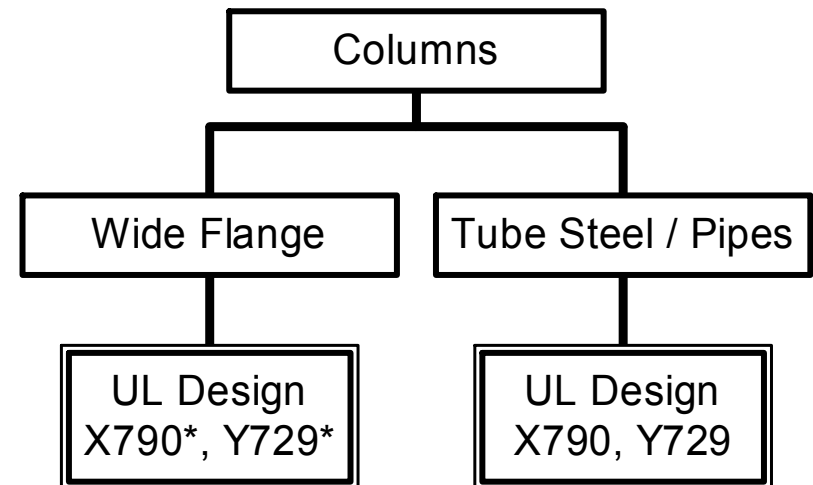 Columns
Wide Flange
Tube Steel / Pipes
UL Design
X790*, Y729*
UL Design
X790, Y729